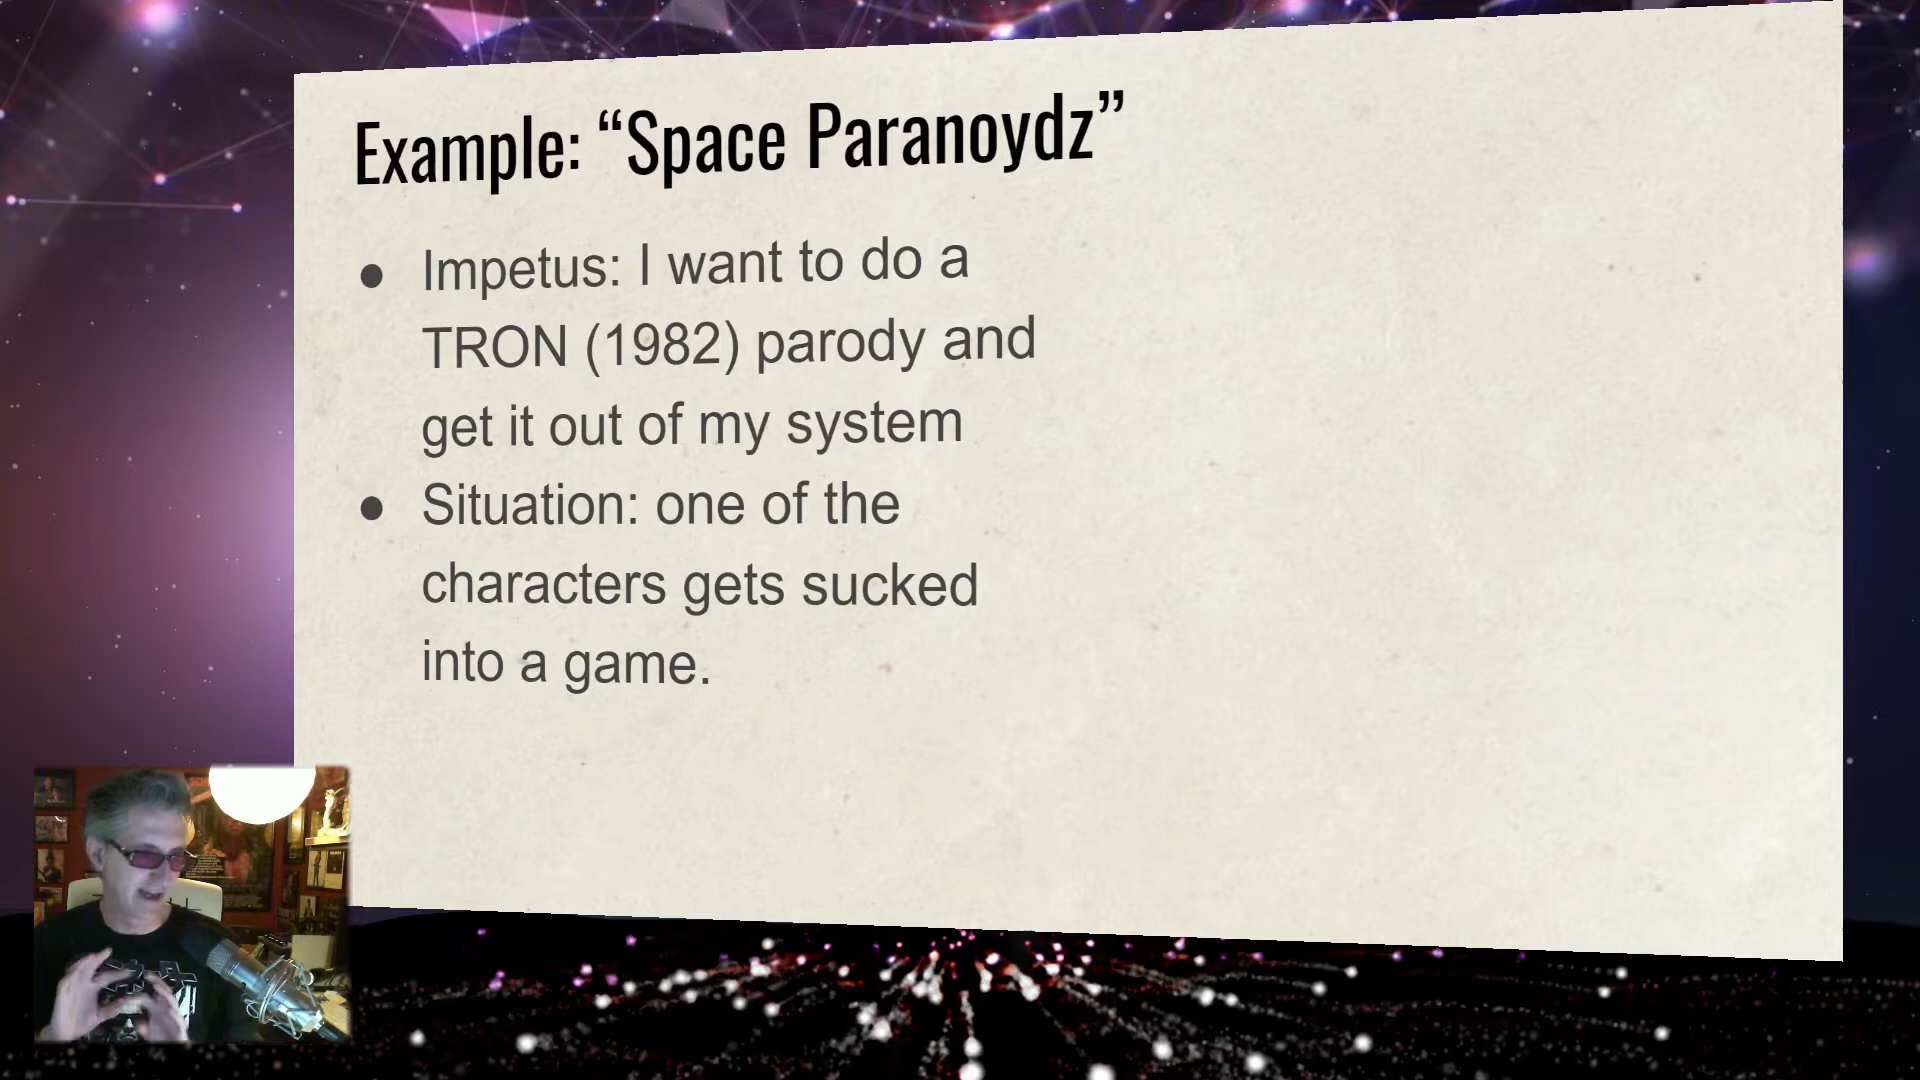 Example: “Space Paranoydz”
● Impetus: I want to do a
TRON (1982) parody and
get it out of my system
● Situation: one of the
characters gets sucked
into a game.